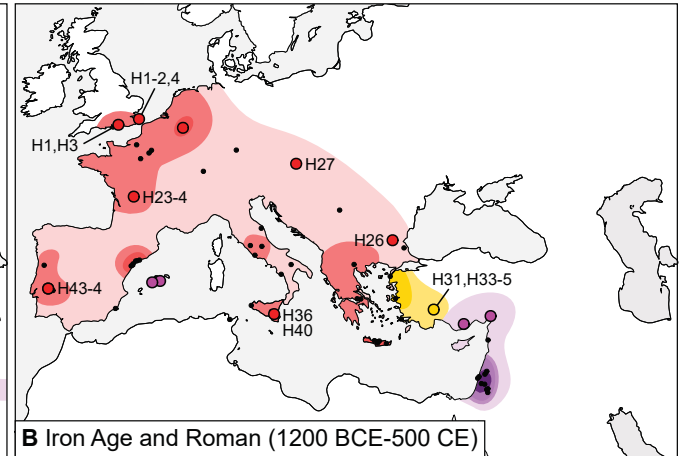 H1-2,4
H1,H3
H27
H23-4
H26
H31,H33-5
H43-4
H36
H40
B Iron Age and Roman (1200 BCE-500 CE)